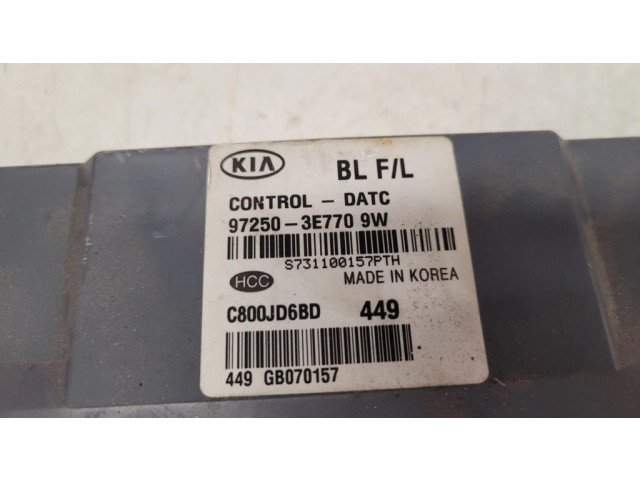 KIA BL F/L
CONTROL - DATC
97250-3E770 9W
S731100157PTH
HCC MADE IN KOREA
C800JD6BD 449
449 GB070157